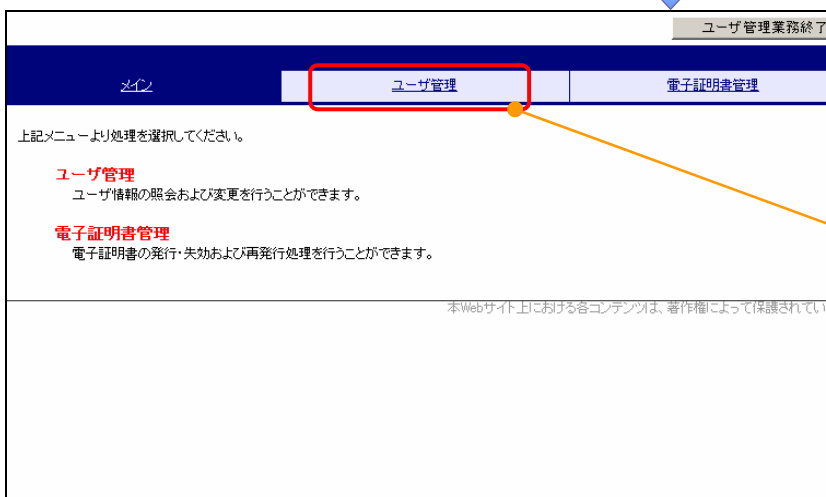 ユーザ管理業務終了
メイン
ユーザ管理
電子証明書管理
上記メニューより処理を選択してください。
ユーザ管理
ユーザ情報の照会および変更を行うことができます。
電子証明書管理
電子証明書の発行・失効および再発行処理を行うことができます。
本Webサイト上における各コンテンツは、著作権によって保護されてい